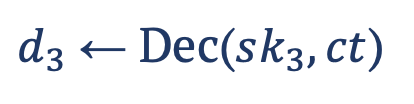 d₃ ← Dec(sk₃, ct)